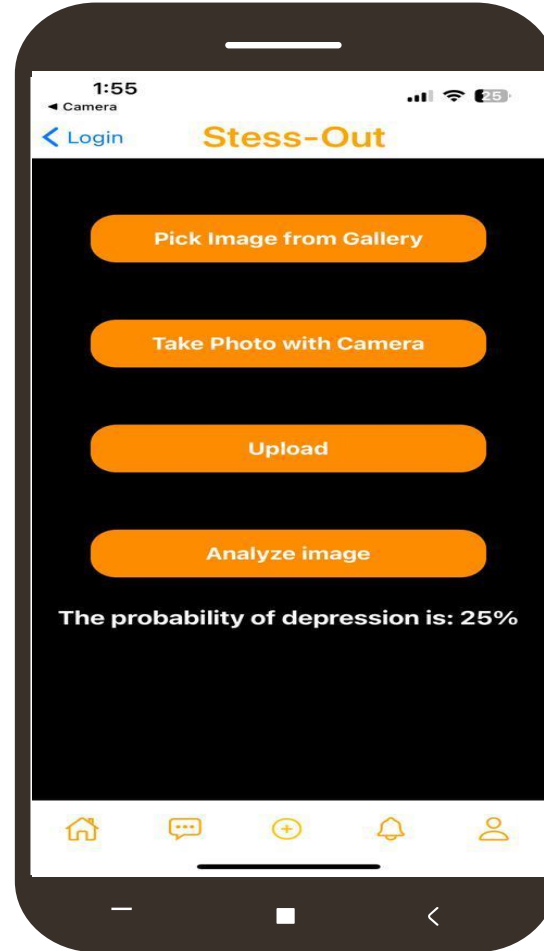 1:55
25
◄ Camera
Login
Stess-Out
Pick Image from Gallery
Take Photo with Camera
Upload
Analyze image
The probability of depression is: 25%